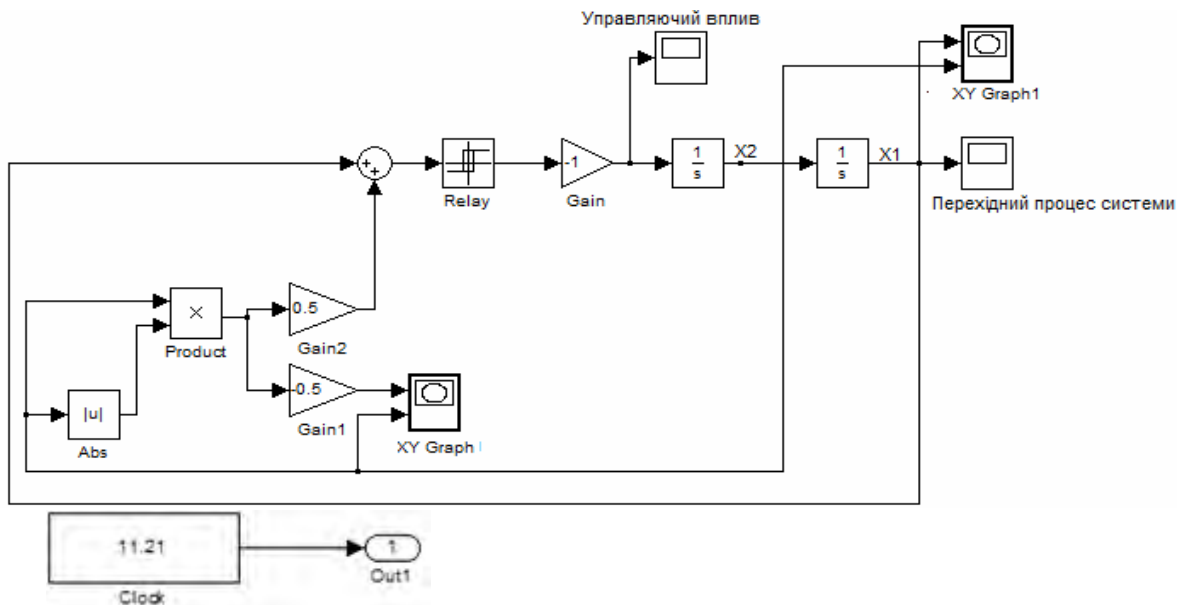 Управляючий вплив
XY Graph1
+
+
Relay
-1
Gain
1
s
X2
1
s
X1
Перехідний процес системи
×
Product
0.5
Gain2
|u|
Abs
-0.5
Gain1
XY Graph
11.21
Clock
1
Out1